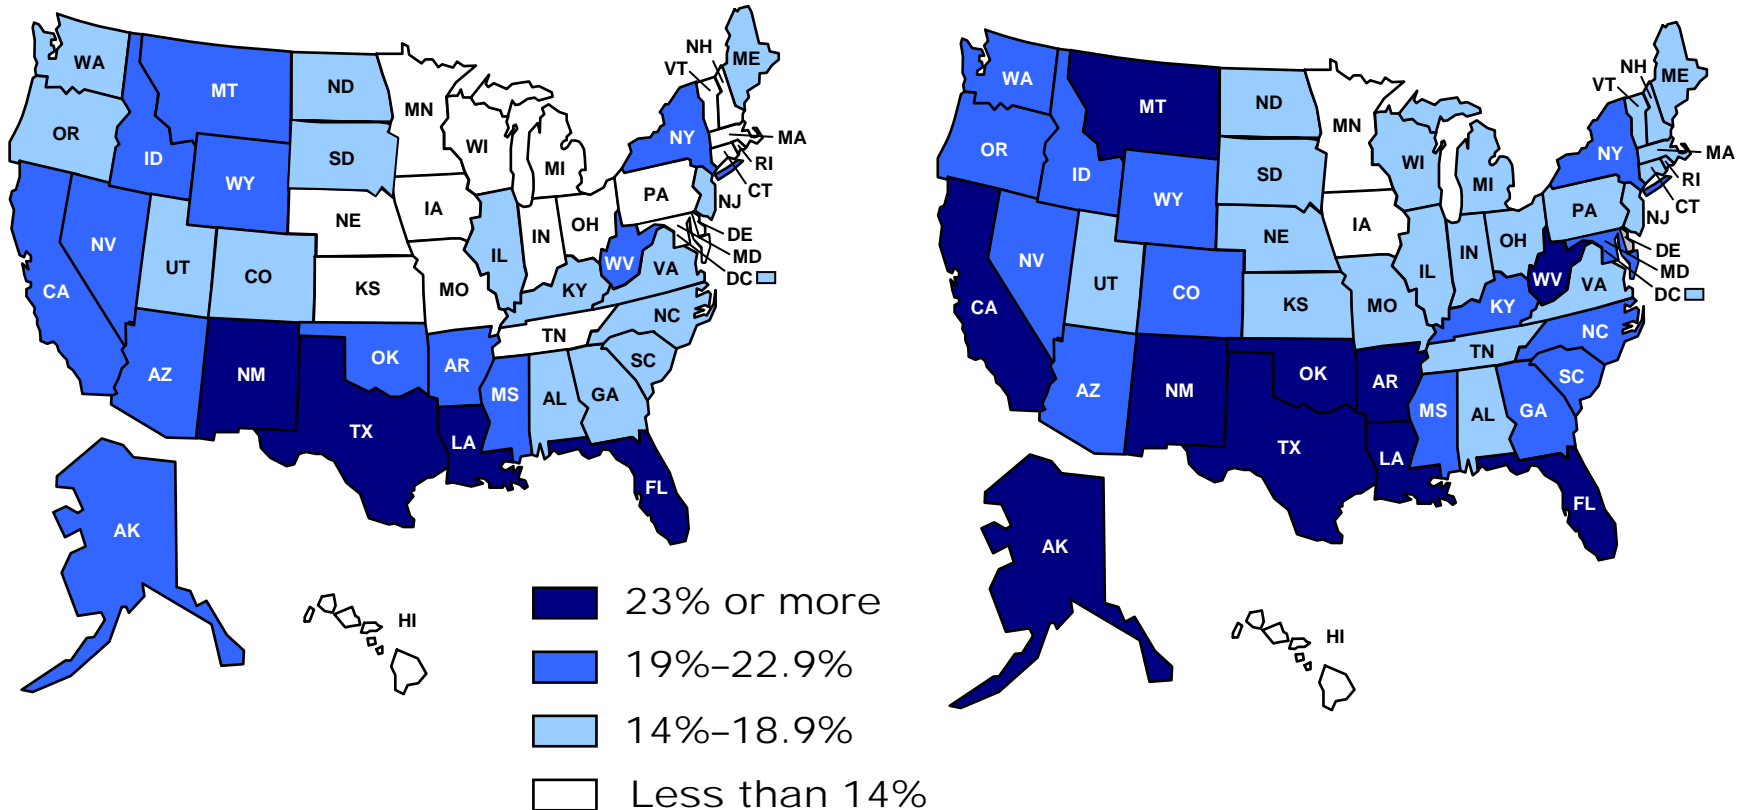 WA
MT
ND
MN
VT
NH
ME
OR
ID
WY
SD
WI
MI
NY
MA
RI
CT
NV
UT
CO
NE
IA
IL
IN
OH
PA
NJ
DE
MD
DC
CA
KS
MO
KY
WV
VA
AZ
NM
OK
AR
TN
NC
SC
TX
LA
MS
AL
GA
FL
AK
HI
WA
MT
ND
MN
VT
NH
ME
OR
ID
WY
SD
WI
MI
NY
MA
RI
CT
NV
UT
CO
NE
IA
IL
IN
OH
PA
NJ
DE
MD
DC
CA
KS
MO
KY
WV
VA
AZ
NM
OK
AR
TN
NC
SC
TX
LA
MS
AL
GA
FL
AK
HI
23% or more
19%–22.9%
14%–18.9%
Less than 14%